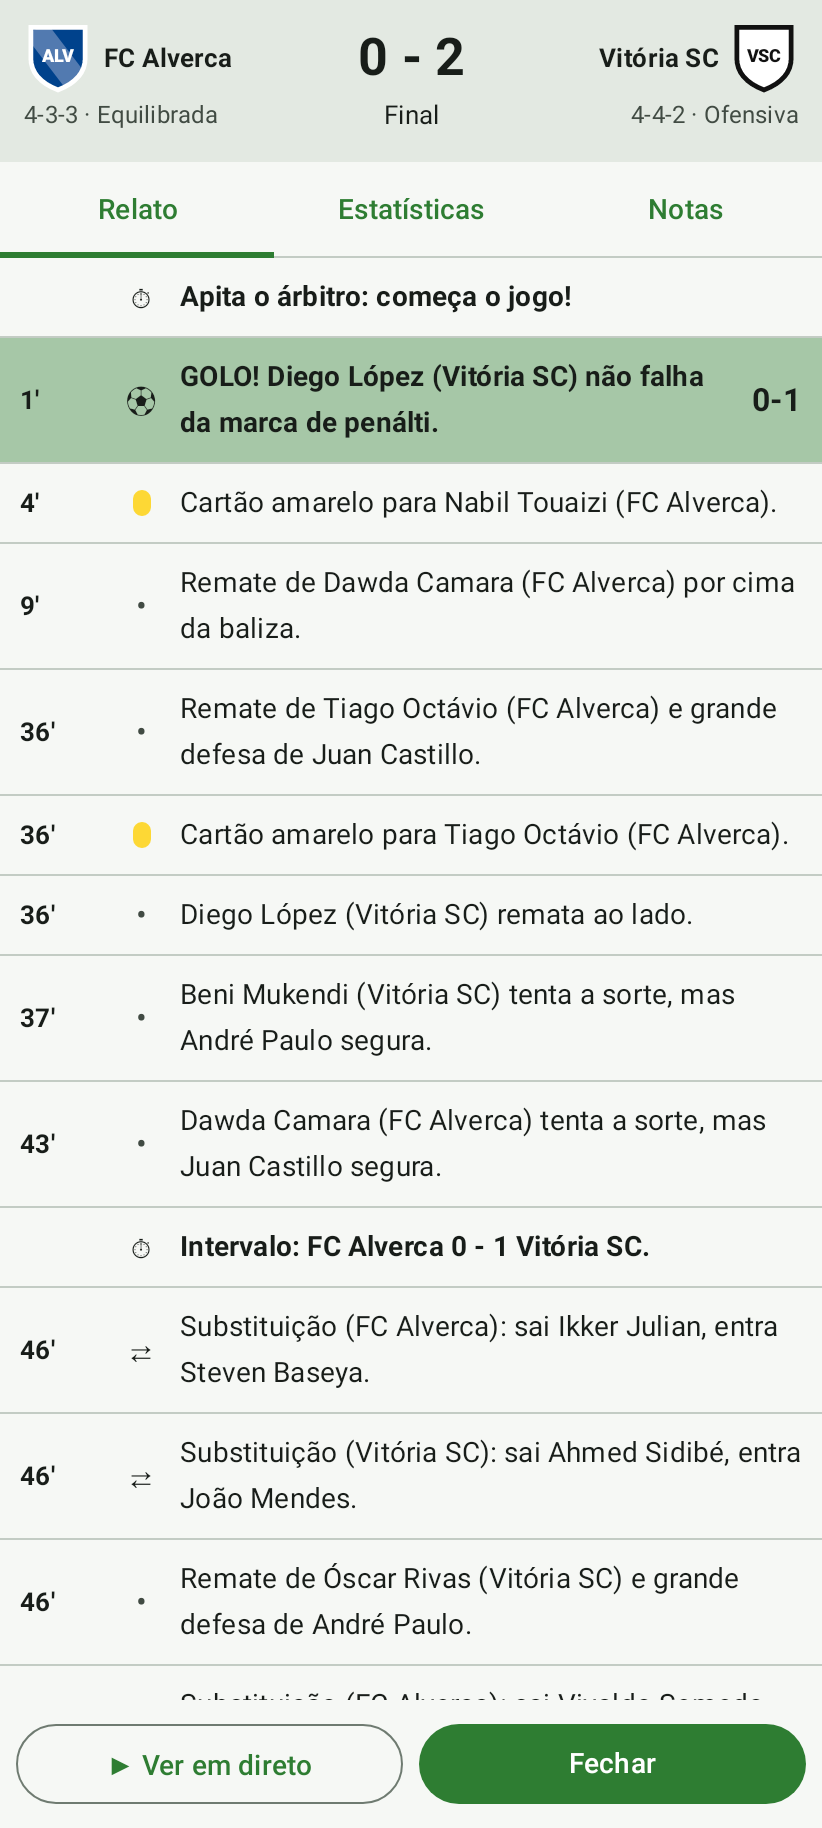 ALV
FC Alverca
0 - 2
Vitória SC
VSC
4-3-3 · Equilibrada
Final
4-4-2 · Ofensiva
Relato
Estatísticas
Notas
Apita o árbitro: começa o jogo!
1'
GOLO! Diego López (Vitória SC) não falha
da marca de penálti.
0-1
4'
Cartão amarelo para Nabil Touaizi (FC Alverca).
9'
Remate de Dawda Camara (FC Alverca) por cima
da baliza.
36'
Remate de Tiago Octávio (FC Alverca) e grande
defesa de Juan Castillo.
36'
Cartão amarelo para Tiago Octávio (FC Alverca).
36'
Diego López (Vitória SC) remata ao lado.
37'
Beni Mukendi (Vitória SC) tenta a sorte, mas
André Paulo segura.
43'
Dawda Camara (FC Alverca) tenta a sorte, mas
Juan Castillo segura.
Intervalo: FC Alverca 0 - 1 Vitória SC.
46'
Substituição (FC Alverca): sai Ikker Julian, entra
Steven Baseya.
46'
Substituição (Vitória SC): sai Ahmed Sidibé, entra
João Mendes.
46'
Remate de Óscar Rivas (Vitória SC) e grande
defesa de André Paulo.
Substituição (FC Alverca): sai
Ver em direto
Fechar